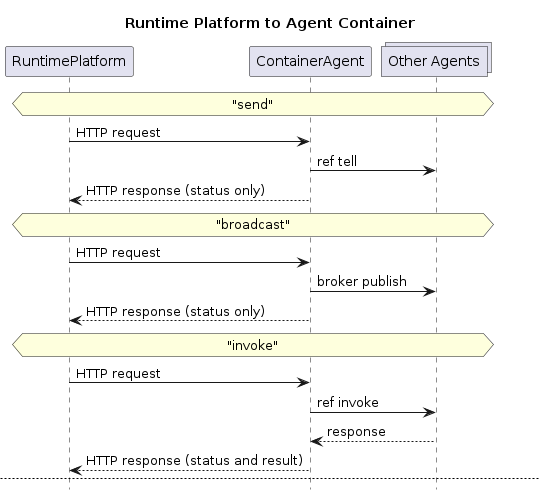 Runtime Platform to Agent Container
RuntimePlatform
ContainerAgent
Other Agents
"send"
HTTP request
ref tell
HTTP response (status only)
"broadcast"
HTTP request
broker publish
HTTP response (status only)
"invoke"
HTTP request
ref invoke
response
HTTP response (status and result)